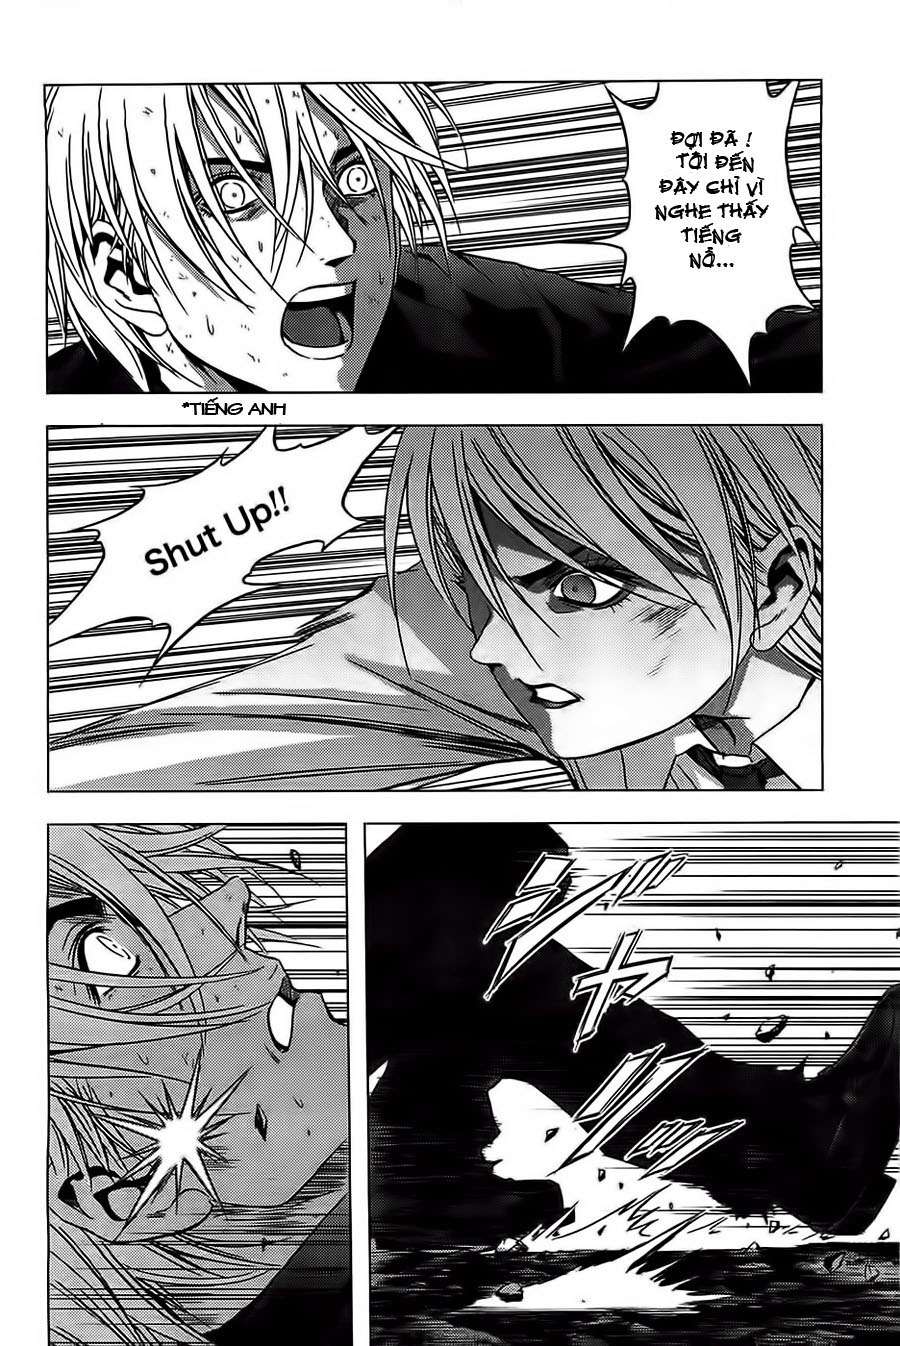 ĐỢI ĐÃ !
TÔI ĐẾN
ĐÂY CHỈ VÌ
NGHE THẤY
TIẾNG
NỔ...
*TIẾNG ANH
Shut Up!!